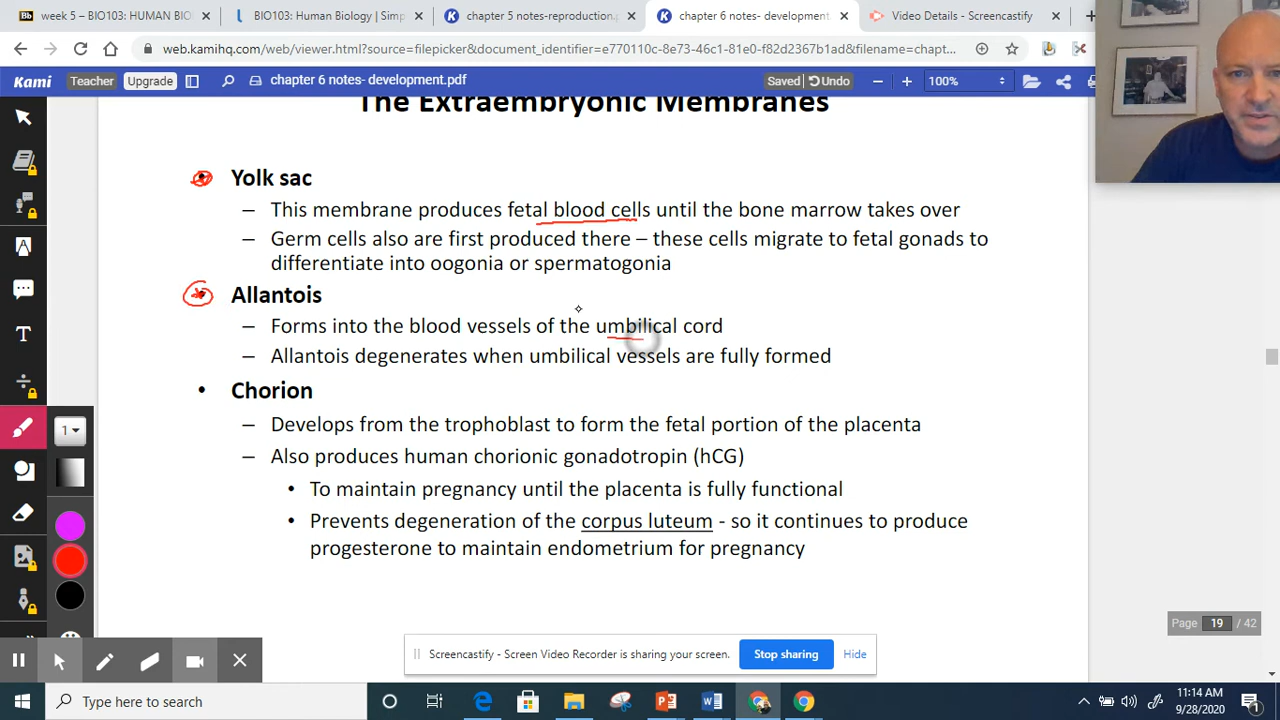 week 5 – BIO103: HUMAN BIO
BIO103: Human Biology | Simp
chapter 5 notes-reproduction.p
chapter 6 notes- development
Video Details - Screencastify
web.kamihq.com/web/viewer.html?source=filepicker&document_identifier=e770110c-8e73-46c1-81e0-f82d2367b1ad&filename=chapt...
Kami Teacher Upgrade chapter 6 notes- development.pdf Saved Undo 100%
The Extraembryonic Membranes
• Yolk sac
– This membrane produces fetal blood cells until the bone marrow takes over
– Germ cells also are first produced there – these cells migrate to fetal gonads to
differentiate into oogonia or spermatogonia
• Allantois
– Forms into the blood vessels of the umbilical cord
– Allantois degenerates when umbilical vessels are fully formed
• Chorion
– Develops from the trophoblast to form the fetal portion of the placenta
– Also produces human chorionic gonadotropin (hCG)
• To maintain pregnancy until the placenta is fully functional
• Prevents degeneration of the corpus luteum - so it continues to produce
progesterone to maintain endometrium for pregnancy
1
Page 19 / 42
Screencastify - Screen Video Recorder is sharing your screen. Stop sharing Hide
Type here to search
11:14 AM
9/28/2020